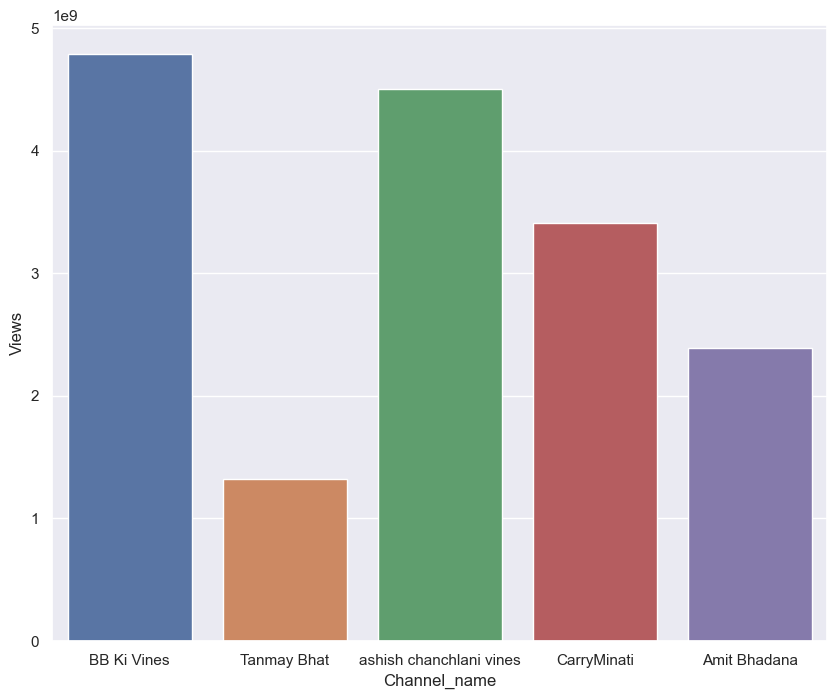 1e9
5
4
3
2
1
0
Views
BB Ki Vines
Tanmay Bhat
ashish chanchlani vines
CarryMinati
Amit Bhadana
Channel_name